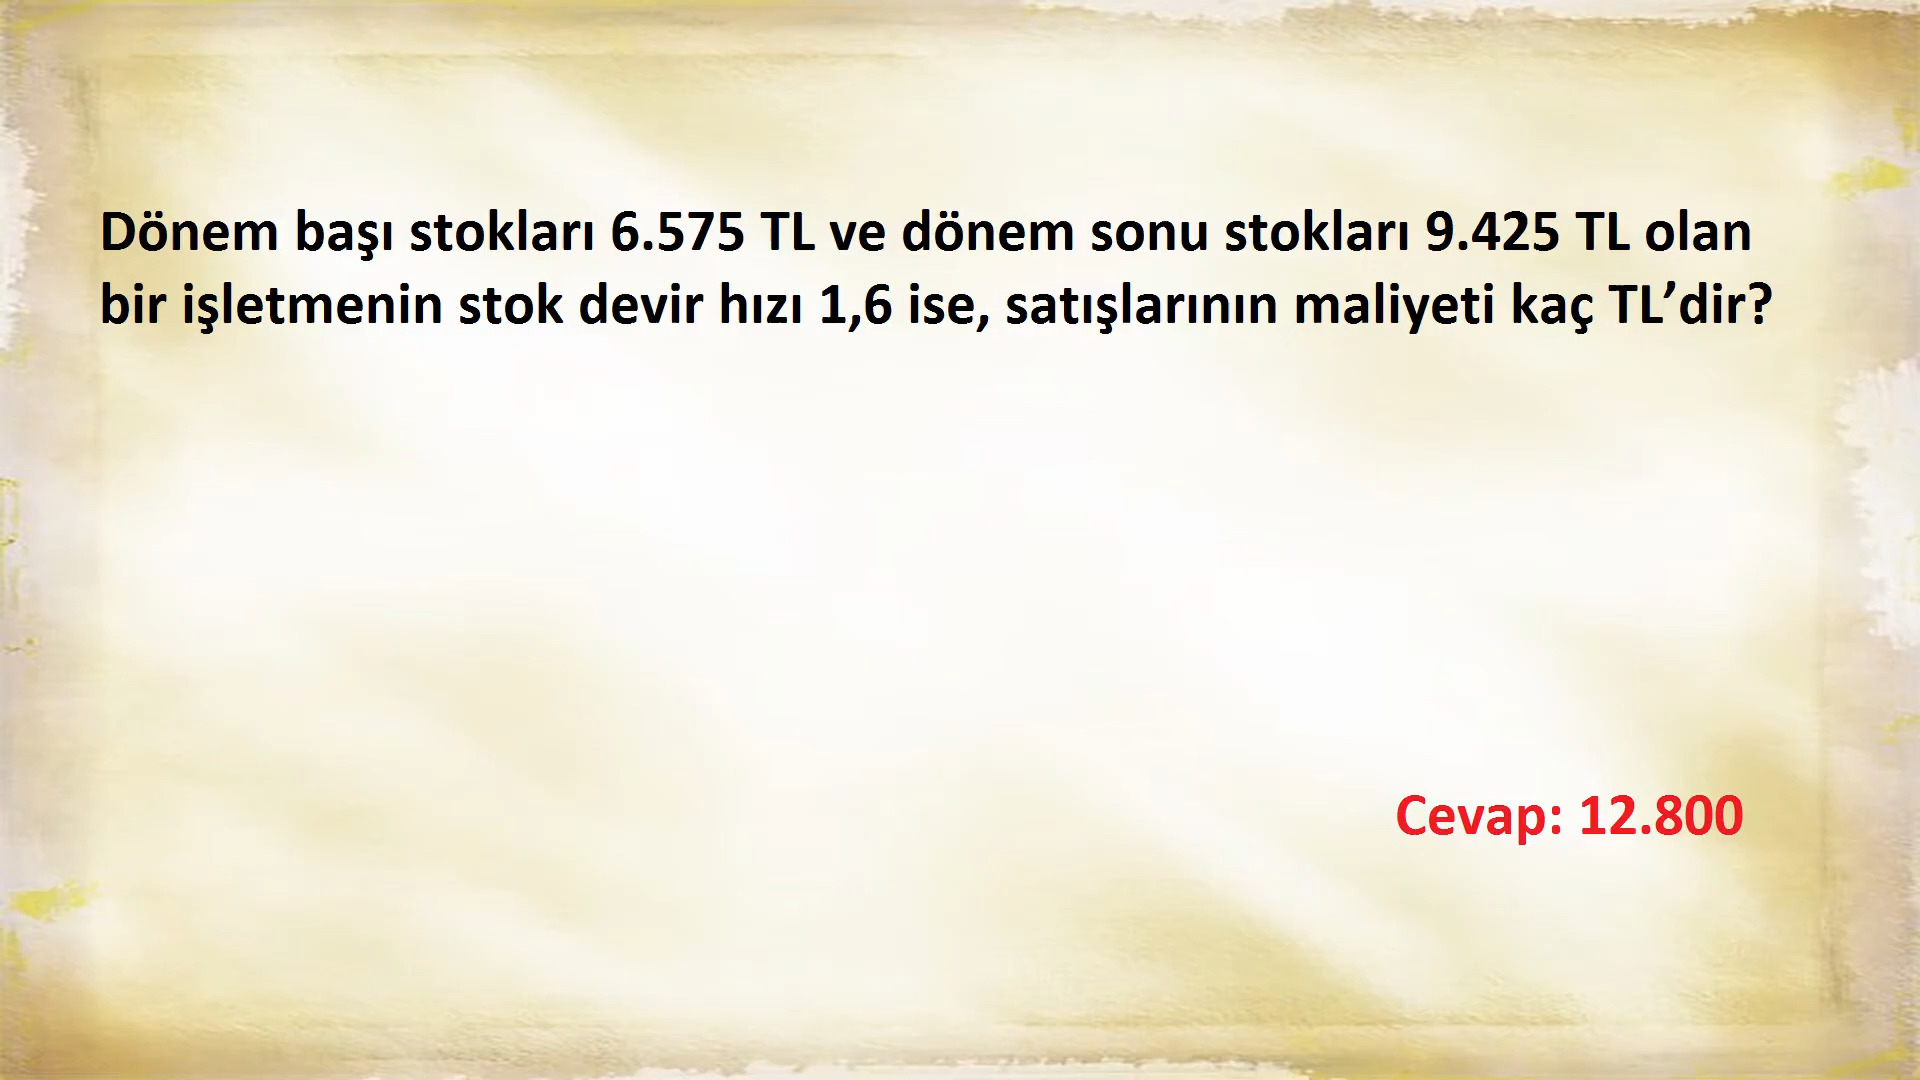 Dönem başı stokları 6.575 TL ve dönem sonu stokları 9.425 TL olan
bir işletmenin stok devir hızı 1,6 ise, satışlarının maliyeti kaç TL’dir?
Cevap: 12.800